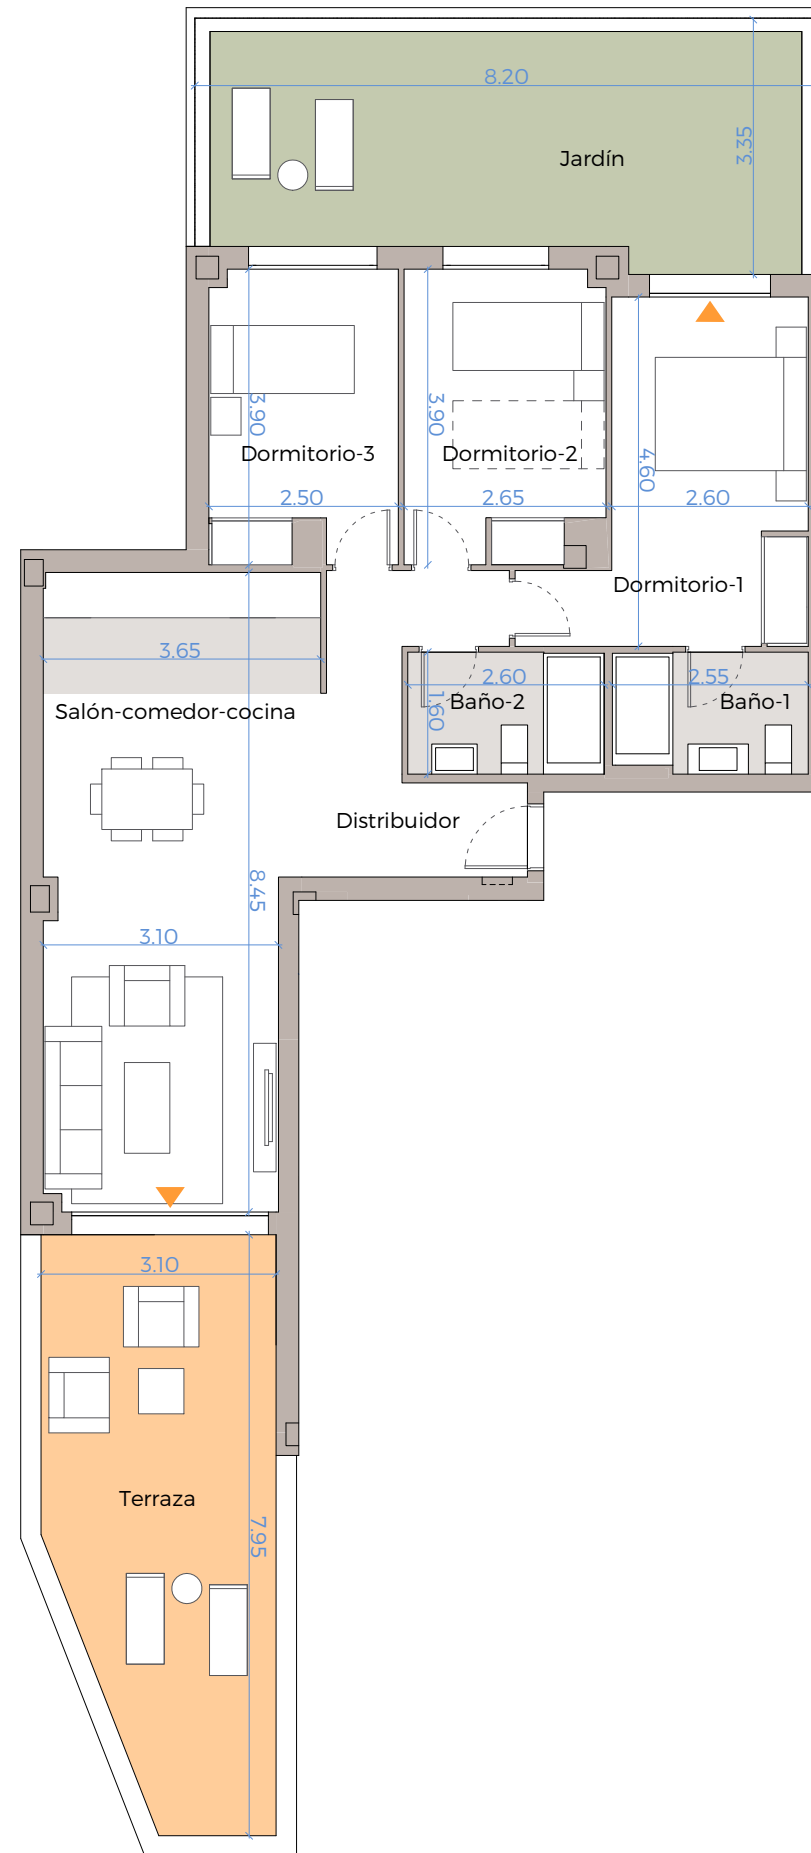 8.20
3.35
Jardín
3.90
3.90
Dormitorio-3
Dormitorio-2
4.60
2.50
2.65
2.60
Dormitorio-1
3.65
2.60
2.55
1.60
Baño-2
Baño-1
Salón-comedor-cocina
Distribuidor
8.45
3.10
3.10
Terraza
7.95